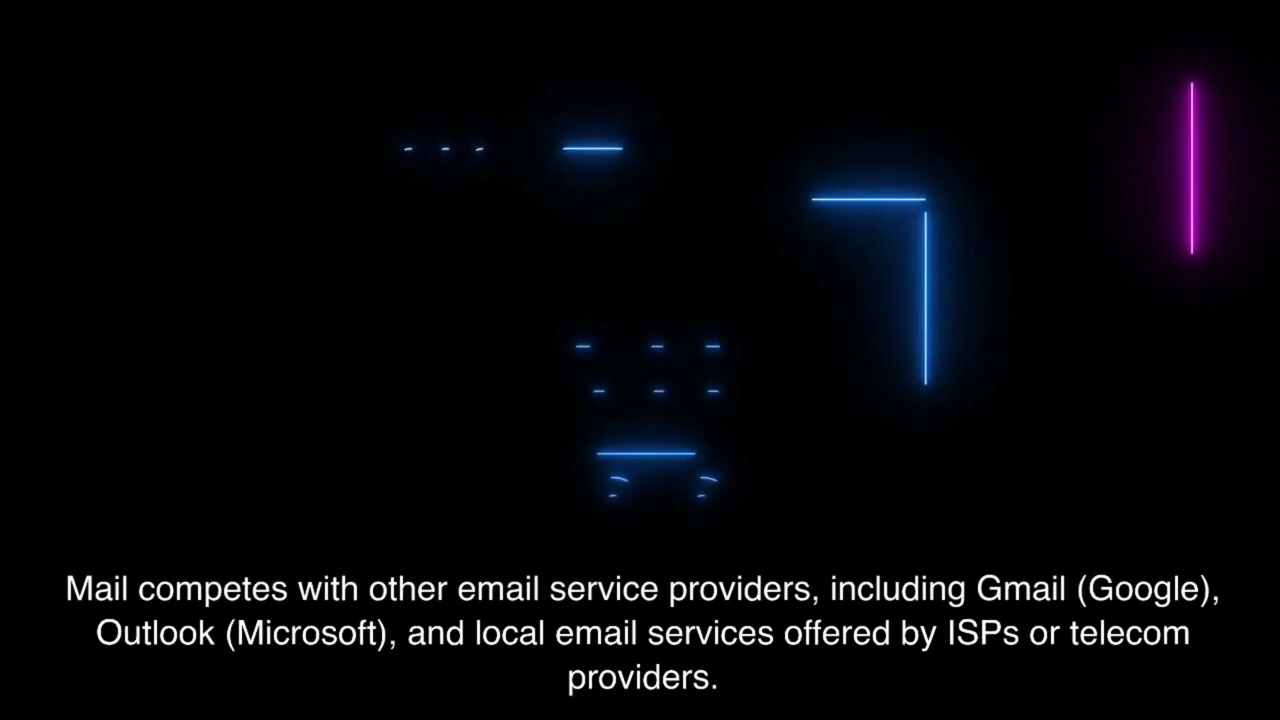 Mail competes with other email service providers, including Gmail (Google),
Outlook (Microsoft), and local email services offered by ISPs or telecom
providers.